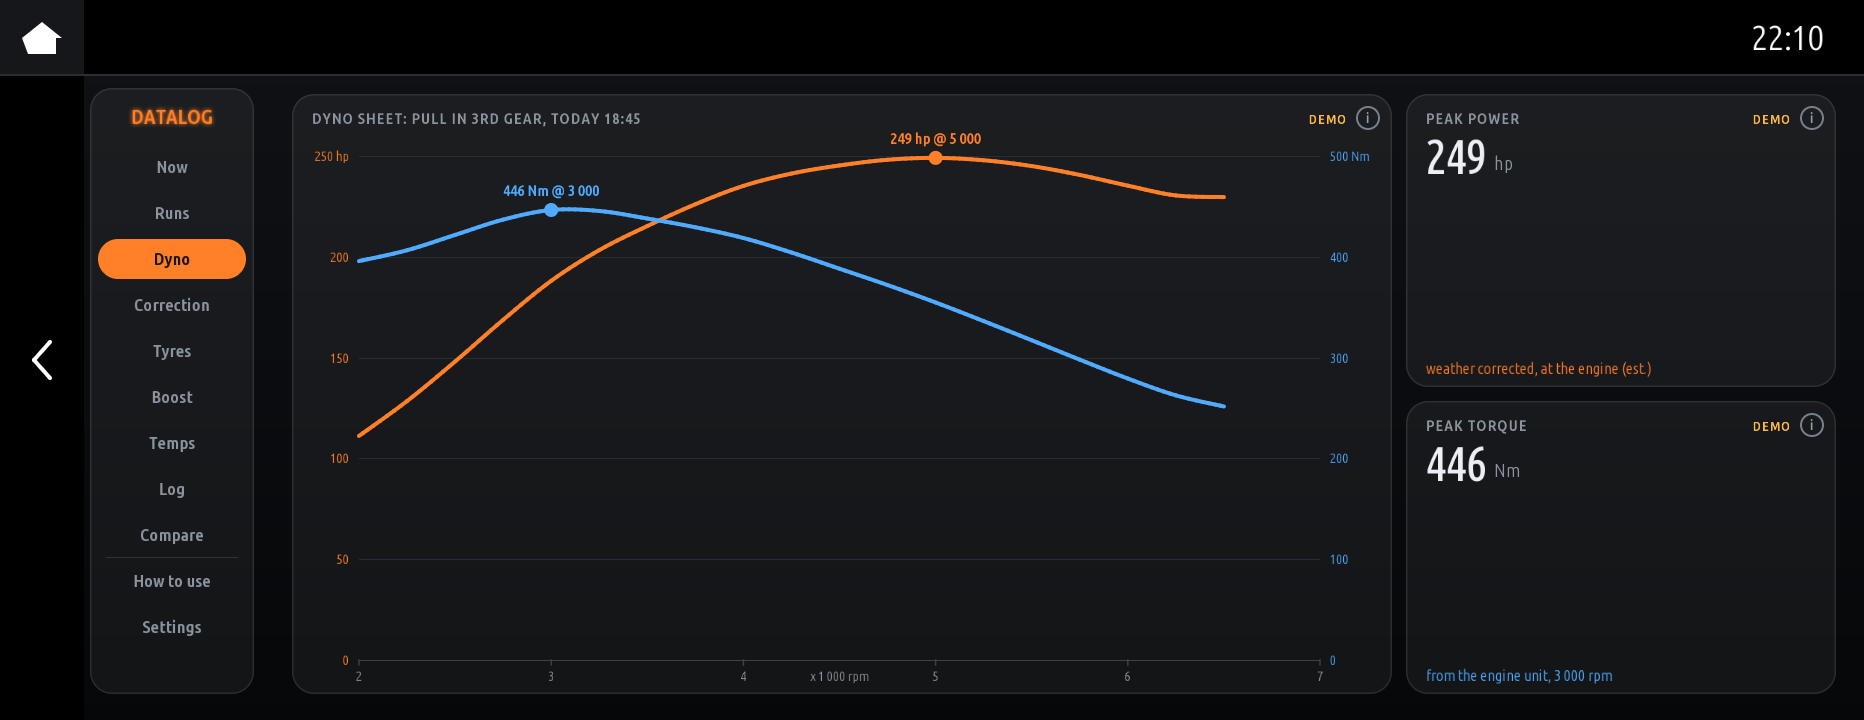 22:10
DATALOG
Now
Runs
Dyno
Correction
Tyres
Boost
Temps
Log
Compare
How to use
Settings
DYNO SHEET: PULL IN 3RD GEAR, TODAY 18:45
DEMO i
249 hp @ 5 000
446 Nm @ 3 000
250 hp 500 Nm
200 400
150 300
100 200
50 100
0 0
2 3 4 x 1 000 rpm 5 6 7
PEAK POWER DEMO i
249 hp
weather corrected, at the engine (est.)
PEAK TORQUE DEMO i
446 Nm
from the engine unit, 3 000 rpm